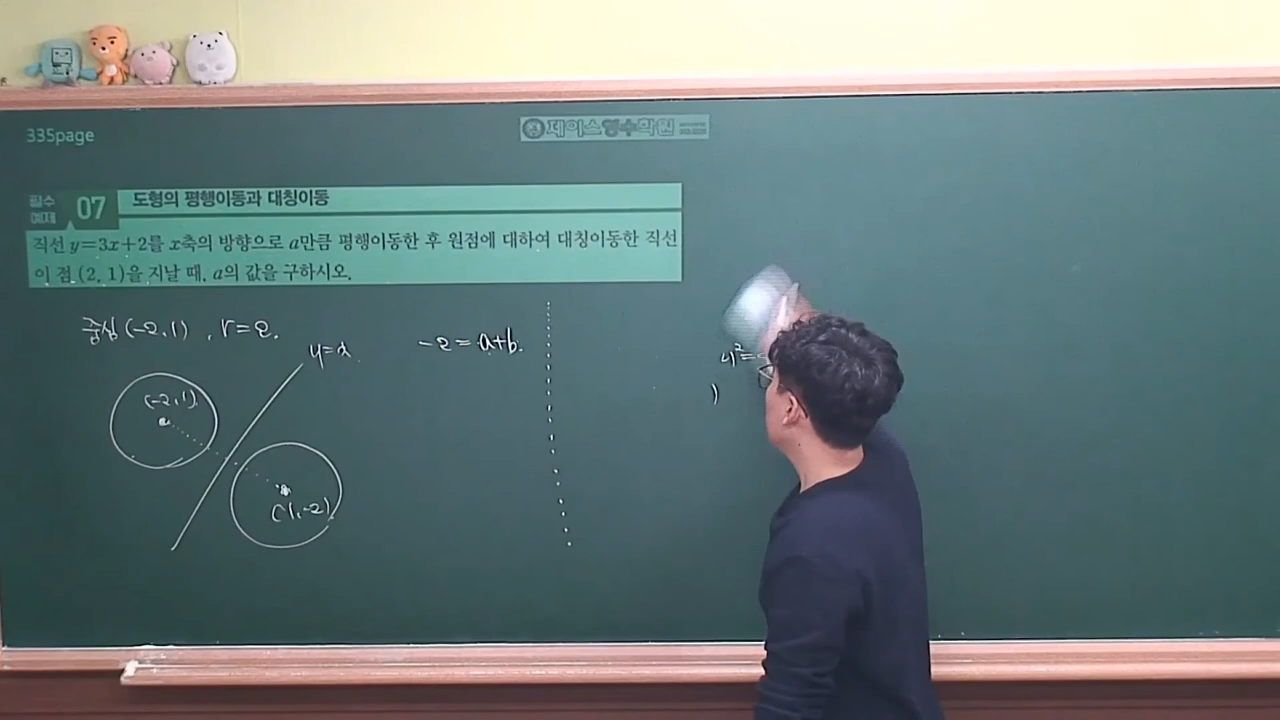 335page
제이스영수학원
필수 예제 07 도형의 평행이동과 대칭이동
직선 y=3x+2를 x축의 방향으로 a만큼 평행이동한 후 원점에 대하여 대칭이동한 직선
이 점 (2, 1)을 지날 때, a의 값을 구하시오.
중심(-2,1), r=2.
y=x
-2=a+b.
y²=
)
(-2,1)
(1,-2)